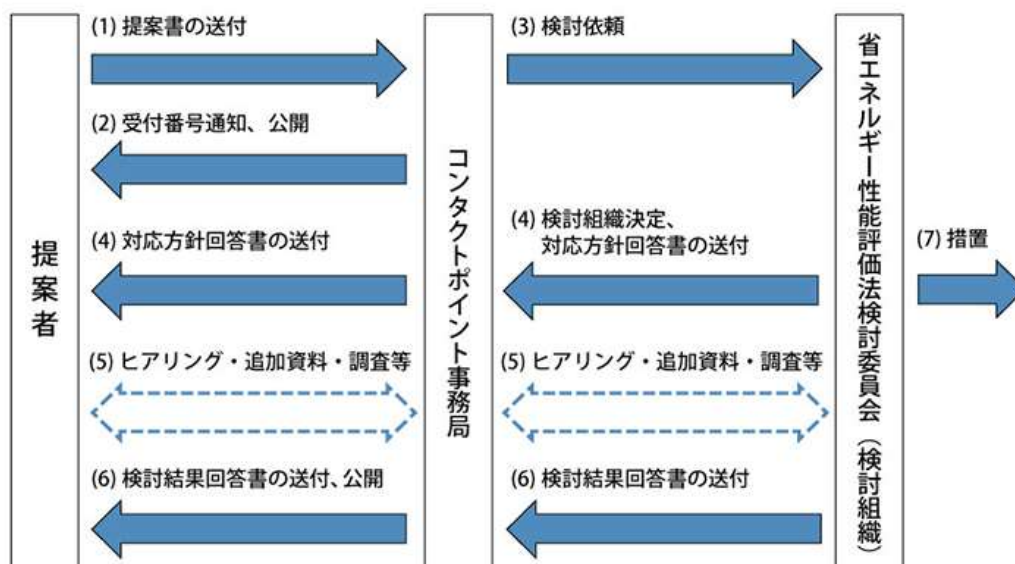 (1) 提案書の送付
(3) 検討依頼
(2) 受付番号通知、公開
(4) 対応方針回答書の送付
(4) 検討組織決定、
対応方針回答書の送付
(7) 措置
(5) ヒアリング・追加資料・調査等
(5) ヒアリング・追加資料・調査等
(6) 検討結果回答書の送付、公開
(6) 検討結果回答書の送付
提案者
コンタクトポイント事務局
省エネルギー性能評価法検討委員会（検討組織）